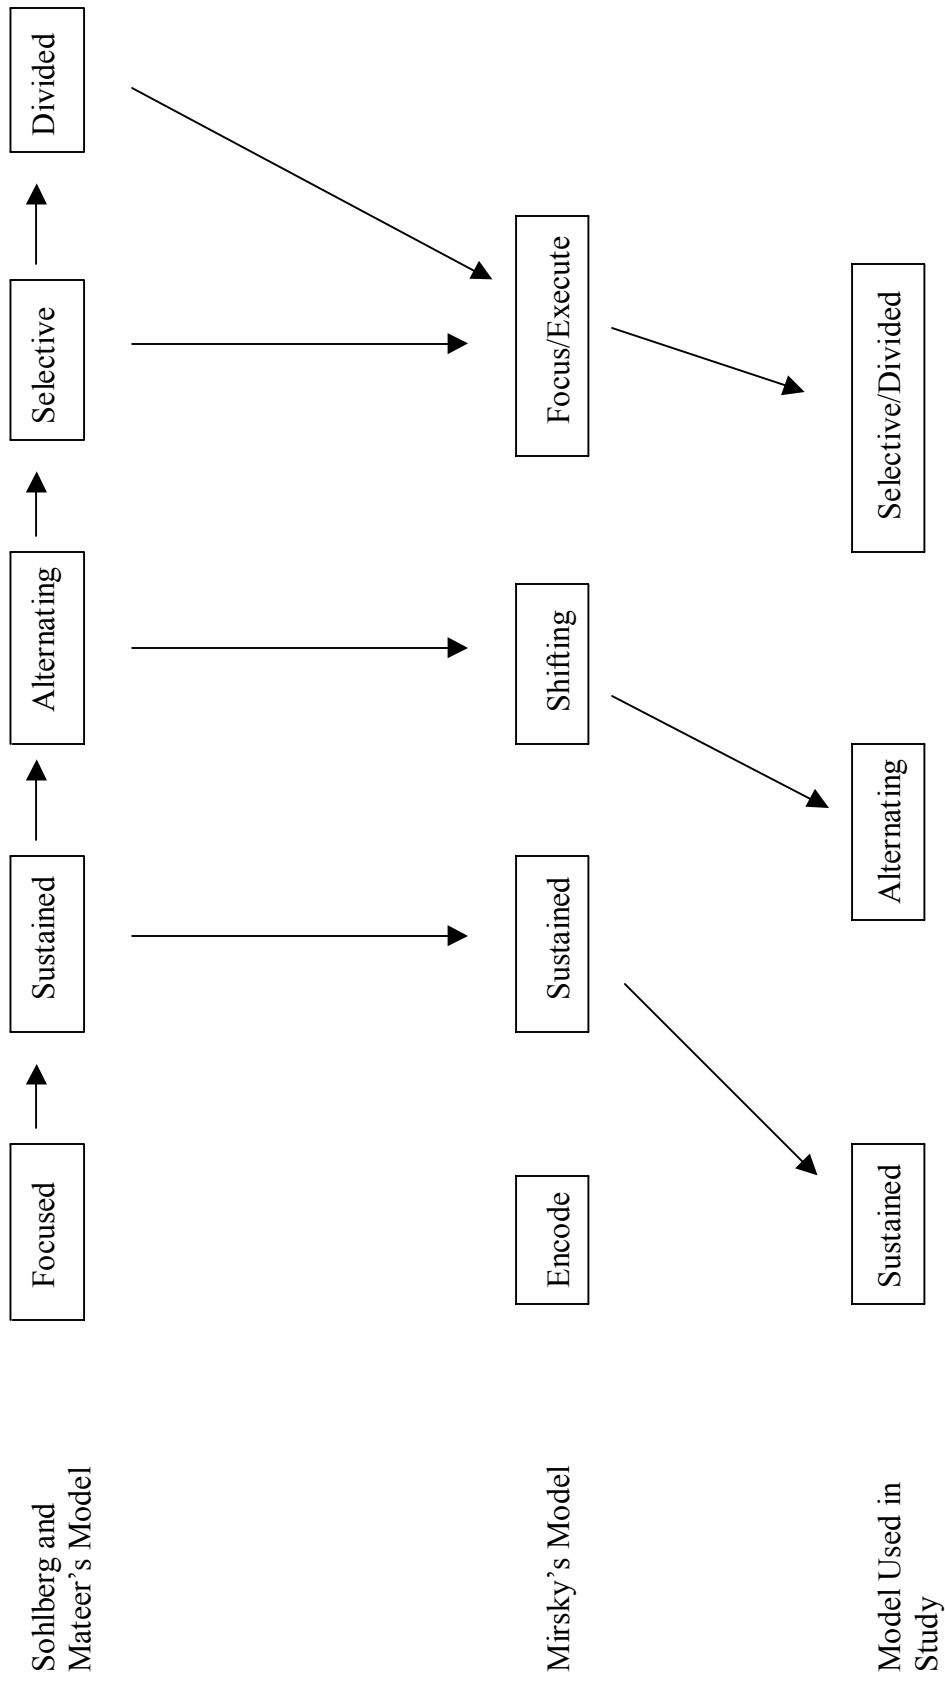 Sohlberg and
Mateer’s Model
Focused
Sustained
Alternating
Selective
Divided
Mirsky’s Model
Encode
Sustained
Shifting
Focus/Execute
Model Used in
Study
Sustained
Alternating
Selective/Divided